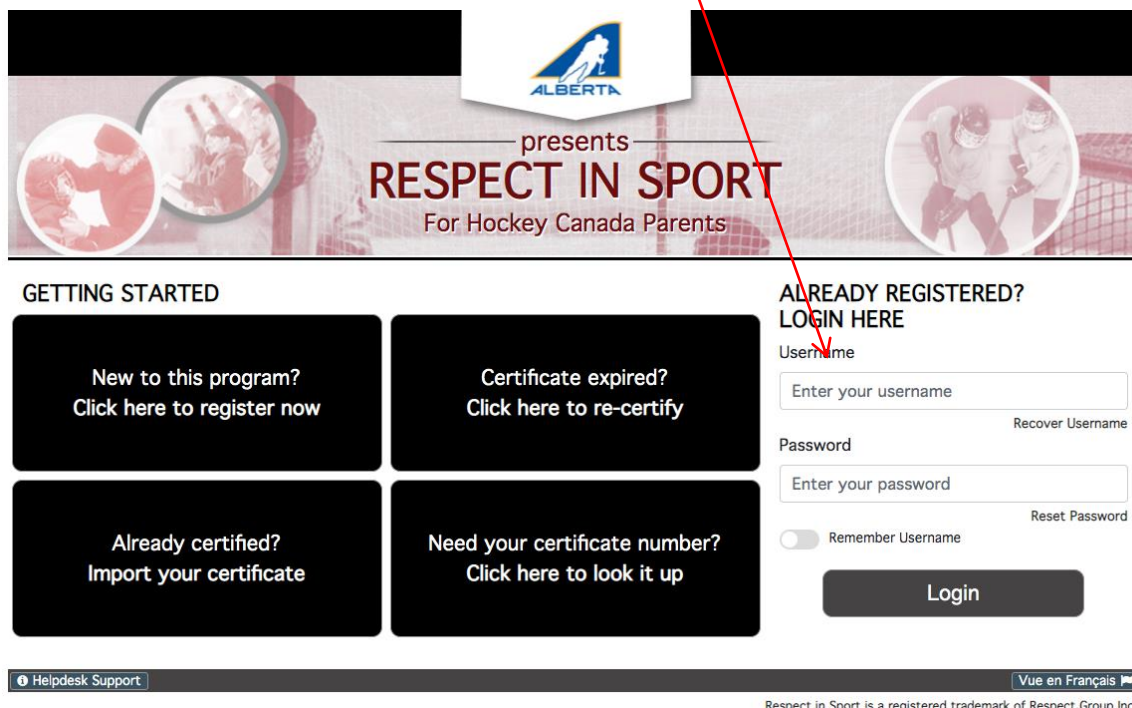 ALBERTA
presents
RESPECT IN SPORT
For Hockey Canada Parents
GETTING STARTED
New to this program?
Click here to register now
Certificate expired?
Click here to re-certify
Already certified?
Import your certificate
Need your certificate number?
Click here to look it up
ALREADY REGISTERED?
LOGIN HERE
Username
Enter your username
Recover Username
Password
Enter your password
Reset Password
Remember Username
Login
Helpdesk Support
Vue en Français
Respect in Sport is a registered trademark of Respect Group Inc